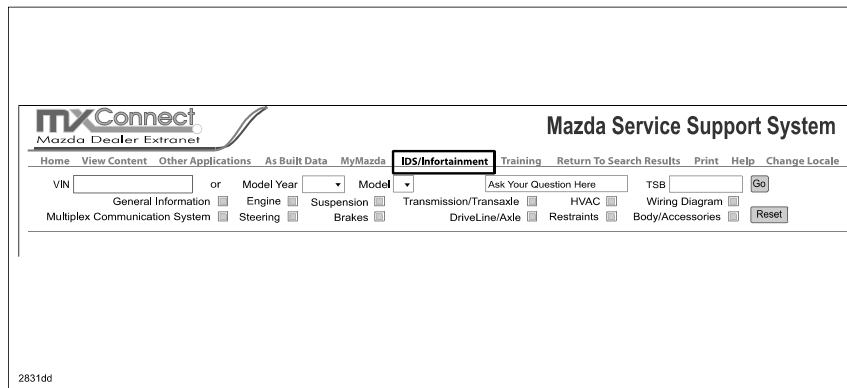 MXConnect
Mazda Dealer Extranet
Mazda Service Support System
Home View Content Other Applications As Built Data MyMazda IDS/Infortainment Training Return To Search Results Print Help Change Locale
VIN or Model Year Model Ask Your Question Here TSB Go
General Information Engine Suspension Transmission/Transaxle HVAC Wiring Diagram
Multiplex Communication System Steering Brakes DriveLine/Axle Restraints Body/Accessories Reset
2831dd